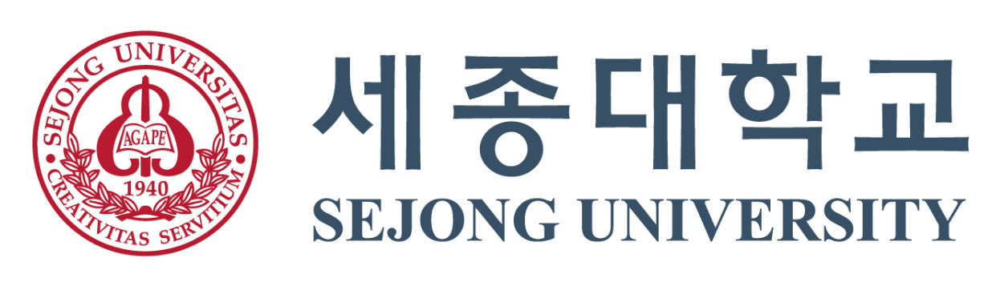 SEJONG UNIVERSITAS
AGAPE
1940
CREATIVITAS SERVITIUM
세종대학교
SEJONG UNIVERSITY